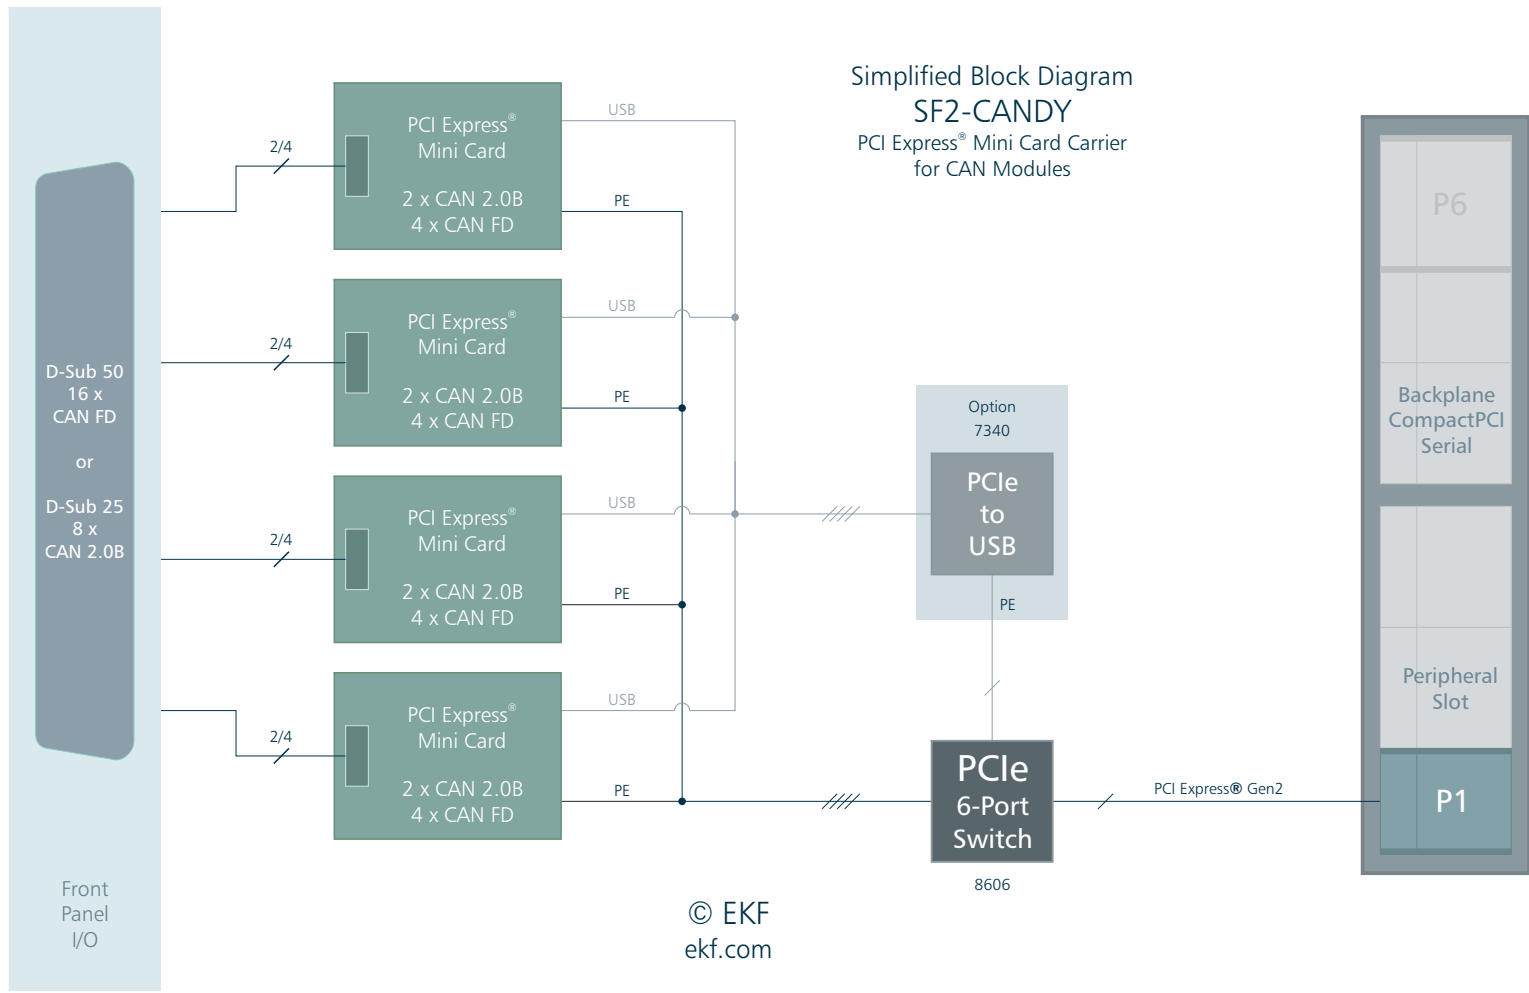 Simplified Block Diagram
SF2-CANDY
PCI Express® Mini Card Carrier
for CAN Modules
D-Sub 50
16 x
CAN FD
or
D-Sub 25
8 x
CAN 2.0B
Front
Panel
I/O
2/4
PCI Express®
Mini Card
2 x CAN 2.0B
4 x CAN FD
USB
PE
2/4
PCI Express®
Mini Card
2 x CAN 2.0B
4 x CAN FD
USB
PE
2/4
PCI Express®
Mini Card
2 x CAN 2.0B
4 x CAN FD
USB
PE
2/4
PCI Express®
Mini Card
2 x CAN 2.0B
4 x CAN FD
USB
PE
Option
7340
PCIe
to
USB
PE
PCIe
6-Port
Switch
8606
PCI Express® Gen2
P6
Backplane
CompactPCI
Serial
Peripheral
Slot
P1
© EKF
ekf.com